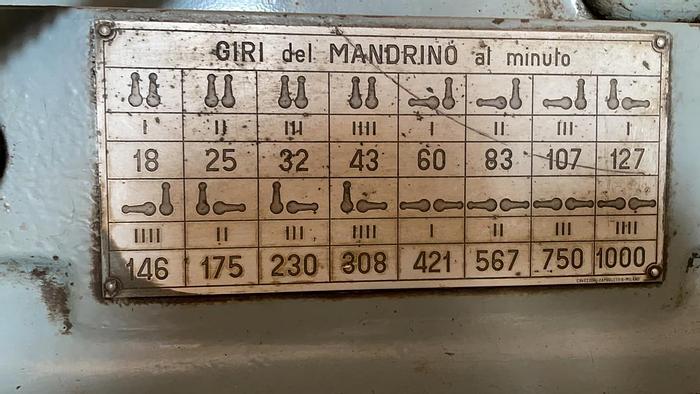 GIRI del MANDRINO al minuto
I II III IIII I II III I
18 25 32 43 60 83 107 127
IIII II III IIII I II III IIII
146 175 230 308 421 567 750 1000